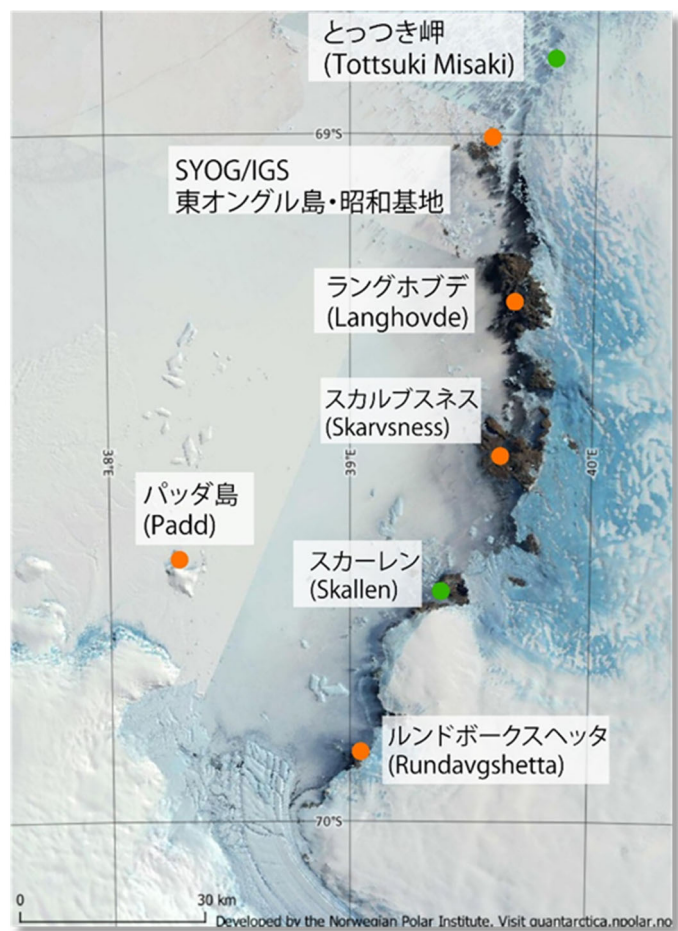 とっつき岬
(Tottsuki Misaki)
69°S
SYOG/IGS
東オングル島・昭和基地
ラングホブデ
(Langhovde)
スカルブスネス
(Skarvsness)
38°E
39°E
40°E
パッダ島
(Padd)
スカーレン
(Skallen)
ルンドボークスヘッタ
(Rundavgshetta)
70°S
0
30 km
Developed by the Norwegian Polar Institute. Visit quantarctica.npolar.no